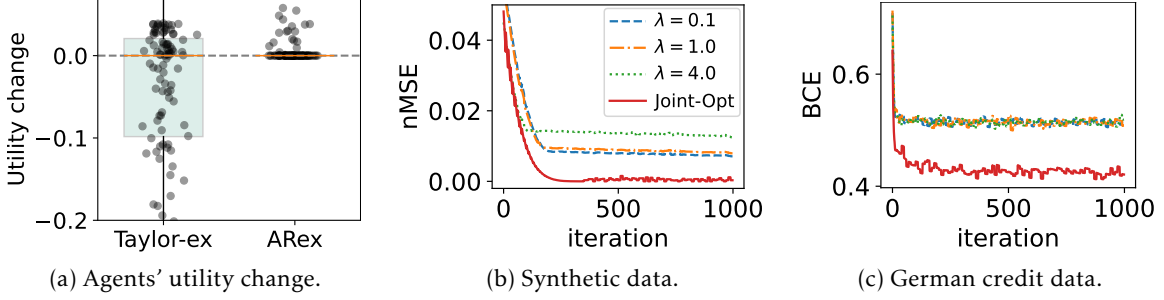 Utility change
0.0
−0.1
−0.2
Taylor-ex
ARex
(a) Agents' utility change.
nMSE
0.04
0.02
0.00
λ = 0.1
λ = 1.0
λ = 4.0
Joint-Opt
0
500
1000
iteration
(b) Synthetic data.
BCE
0.6
0.4
0
500
1000
iteration
(c) German credit data.